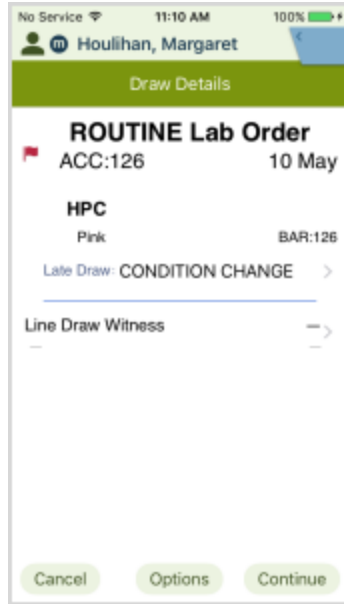 No Service 11:10 AM 100%
m Houlihan, Margaret
Draw Details
ROUTINE Lab Order
ACC:126 10 May
HPC
Pink BAR:126
Late Draw: CONDITION CHANGE >
Line Draw Witness — >
Cancel Options Continue